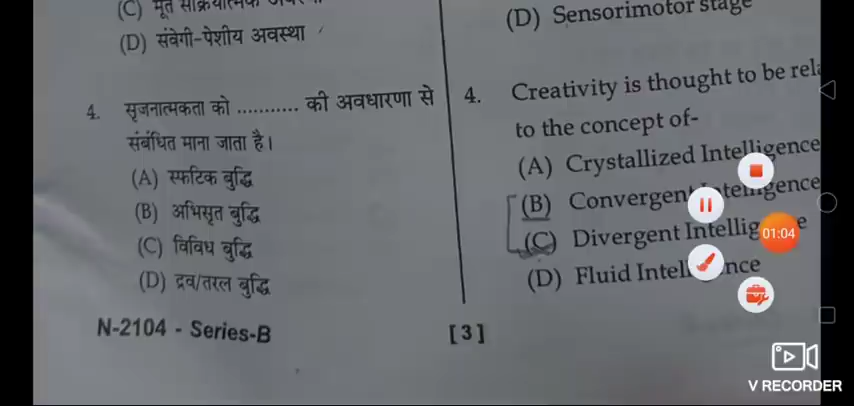 (D) संवेगी-पेशीय अवस्था
4. सृजनात्मकता को ........... की अवधारणा से
संबंधित माना जाता है।
(A) स्फटिक बुद्धि
(B) अभिसृत बुद्धि
(C) विविध बुद्धि
(D) द्रव/तरल बुद्धि
N-2104 - Series-B
(D) Sensorimotor stage
4. Creativity is thought to be
to the concept of-
(A) Crystallized Intelligence
(B)
(C) Divergent
(D) Fluid
[3]
01:04
V RECORDER